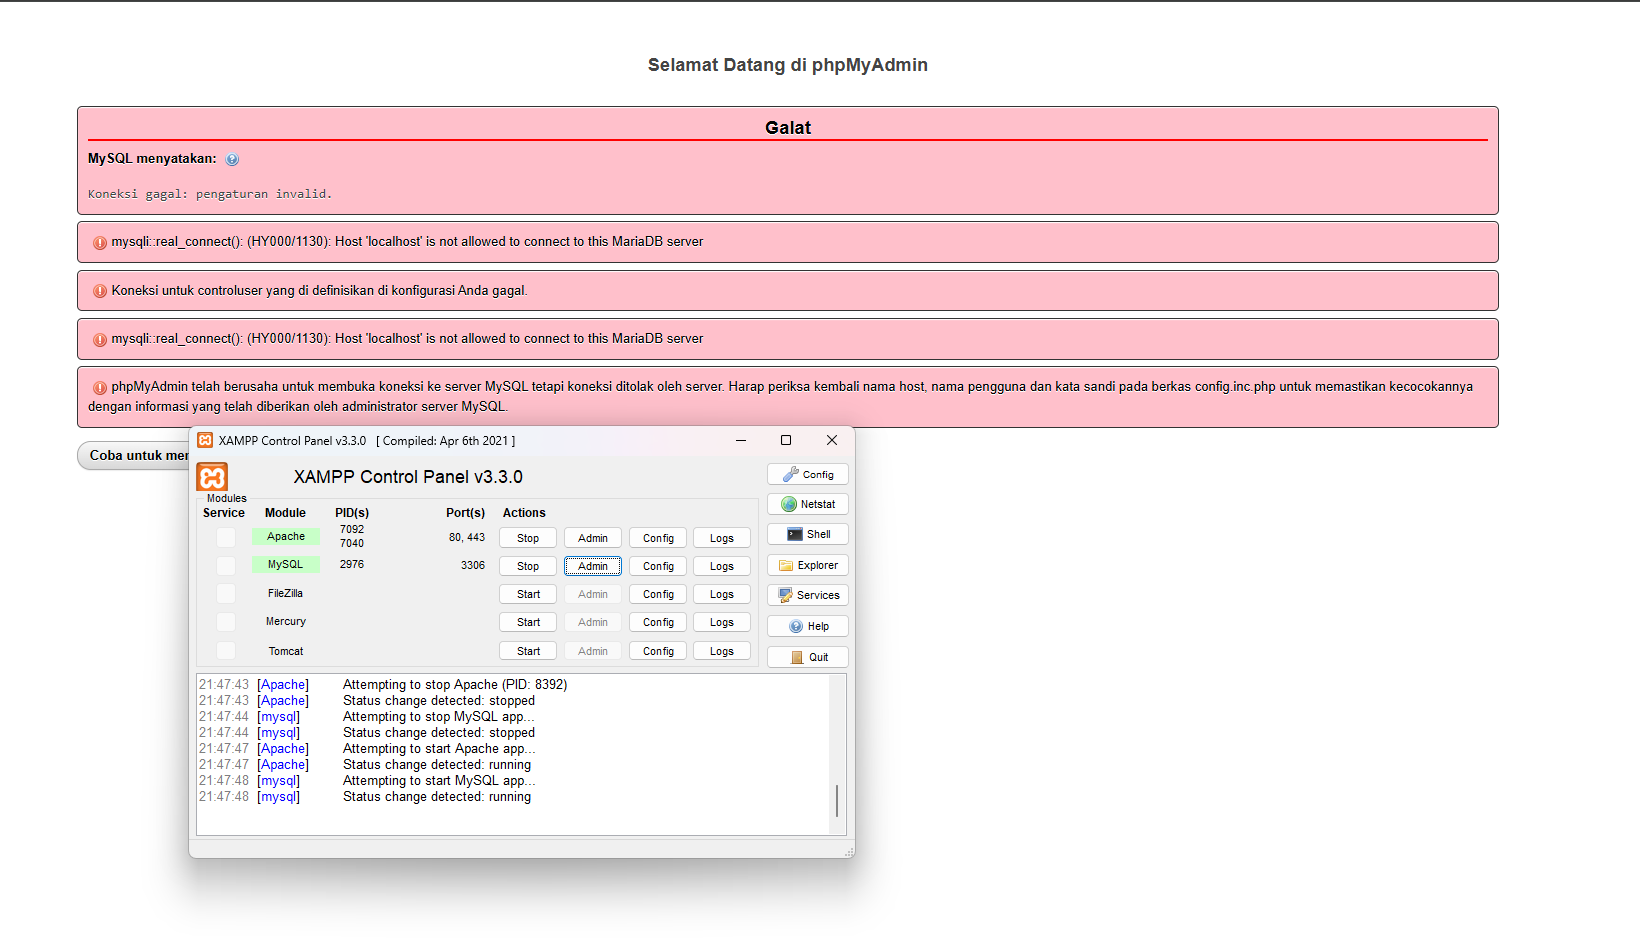 Selamat Datang di phpMyAdmin
Galat
MySQL menyatakan:
Koneksi gagal: pengaturan invalid.
mysqli::real_connect(): (HY000/1130): Host 'localhost' is not allowed to connect to this MariaDB server
Koneksi untuk controluser yang di definisikan di konfigurasi Anda gagal.
mysqli::real_connect(): (HY000/1130): Host 'localhost' is not allowed to connect to this MariaDB server
phpMyAdmin telah berusaha untuk membuka koneksi ke server MySQL tetapi koneksi ditolak oleh server. Harap periksa kembali nama host, nama pengguna dan kata sandi pada berkas config.inc.php untuk memastikan kecocokannya
dengan informasi yang telah diberikan oleh administrator server MySQL.
Coba untuk mer
XAMPP Control Panel v3.3.0 [ Compiled: Apr 6th 2021 ]
XAMPP Control Panel v3.3.0
Config
Modules
Service Module PID(s) Port(s) Actions
Netstat
Apache 7092 7040 80, 443 Stop Admin Config Logs
Shell
MySQL 2976 3306 Stop Admin Config Logs
Explorer
FileZilla Start Admin Config Logs
Services
Mercury Start Admin Config Logs
Help
Tomcat Start Admin Config Logs
Quit
21:47:43 [Apache] Attempting to stop Apache (PID: 8392)
21:47:43 [Apache] Status change detected: stopped
21:47:44 [mysql] Attempting to stop MySQL app...
21:47:44 [mysql] Status change detected: stopped
21:47:47 [Apache] Attempting to start Apache app...
21:47:47 [Apache] Status change detected: running
21:47:48 [mysql] Attempting to start MySQL app...
21:47:48 [mysql] Status change detected: running